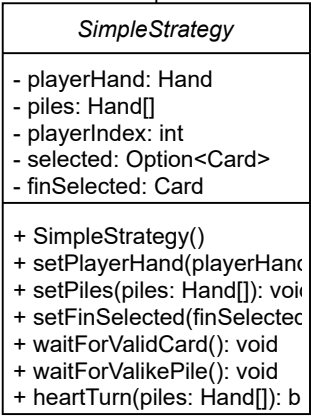 SimpleStrategy
- playerHand: Hand
- piles: Hand[]
- playerIndex: int
- selected: Option<Card>
- finSelected: Card
+ SimpleStrategy()
+ setPlayerHand(playerHand
+ setPiles(piles: Hand[]): voi
+ setFinSelected(finSelected
+ waitForValidCard(): void
+ waitForValikePile(): void
+ heartTurn(piles: Hand[]): b